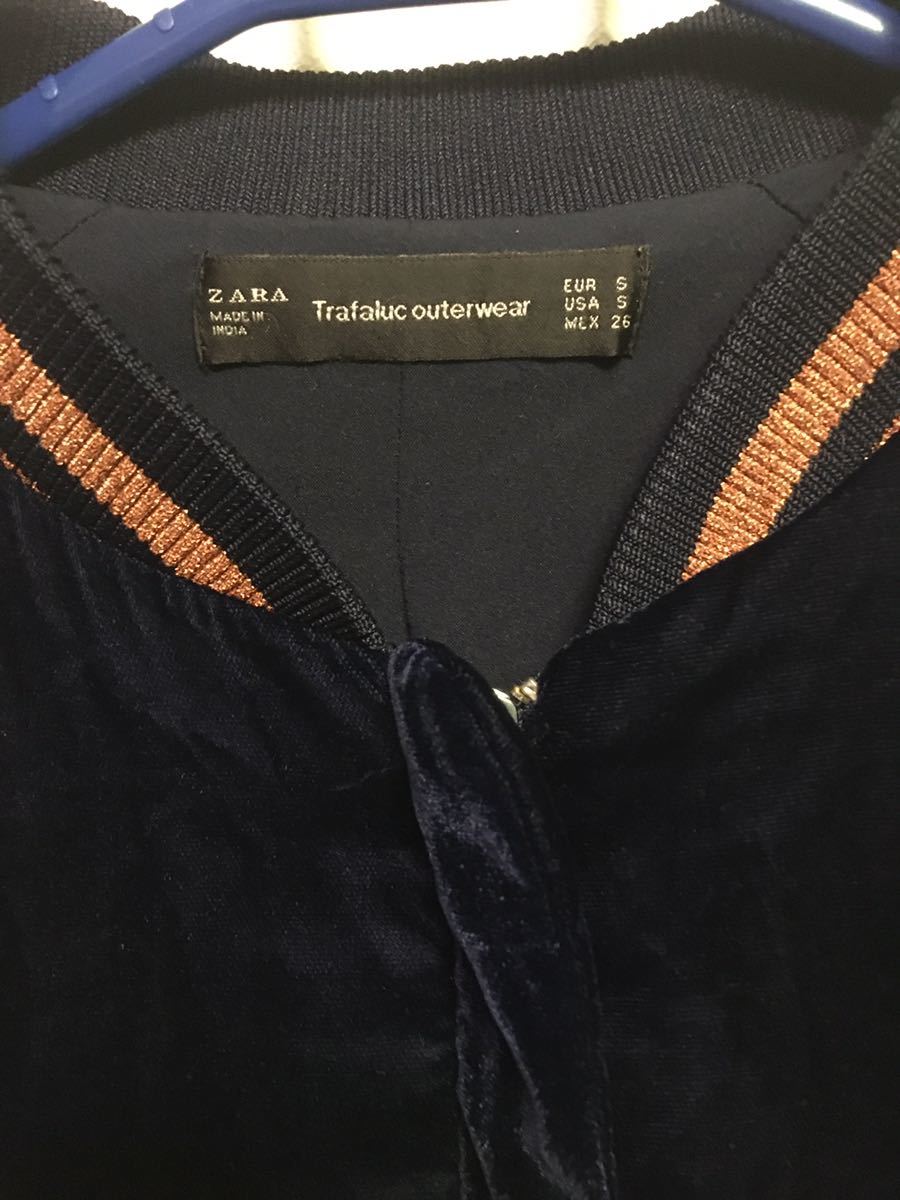 ZARA
MADE IN
INDIA
Trafaluc outerwear
EUR S
USA S
MEX 26